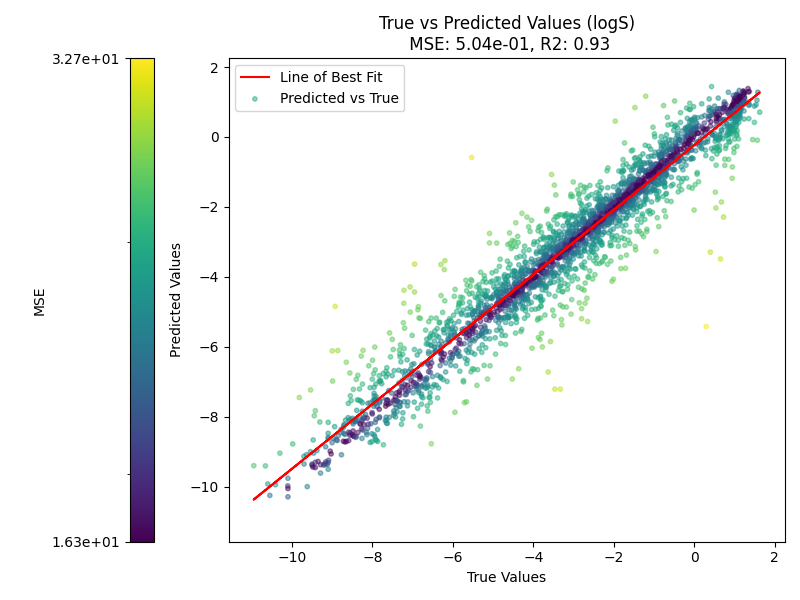 True vs Predicted Values (logS)
MSE: 5.04e-01, R2: 0.93
3.27e+01
1.63e+01
MSE
Predicted Values
2
0
−2
−4
−6
−8
−10
Line of Best Fit
Predicted vs True
−10 −8 −6 −4 −2 0 2
True Values